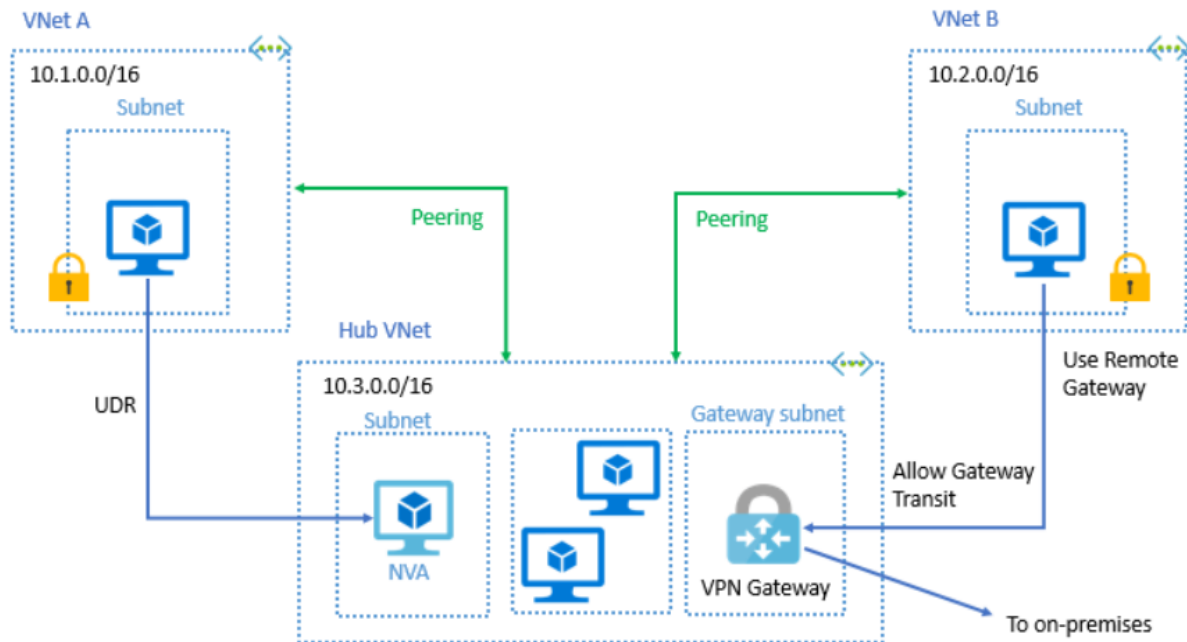 VNet A
VNet B
10.1.0.0/16
10.2.0.0/16
Subnet
Subnet
Peering
Peering
Hub VNet
Use Remote
Gateway
UDR
10.3.0.0/16
Subnet
Gateway subnet
Allow Gateway
Transit
NVA
VPN Gateway
To on-premises